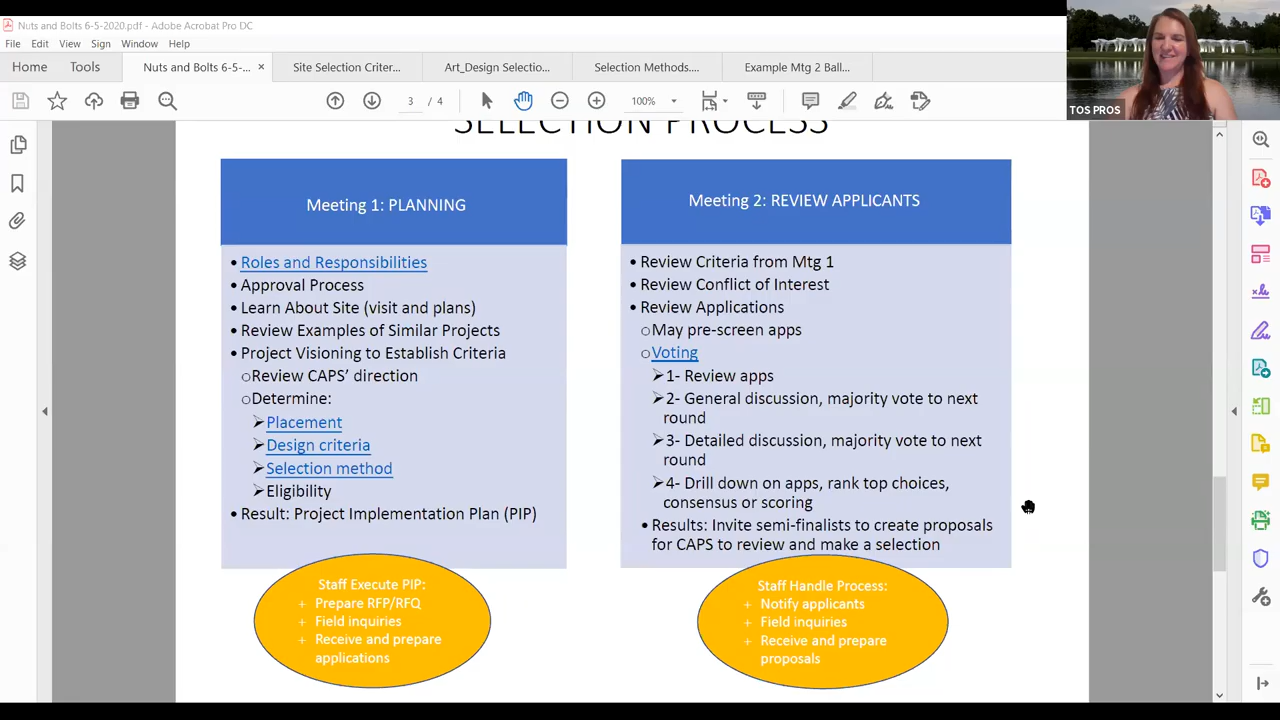 Nuts and Bolts 6-5-2020.pdf - Adobe Acrobat Pro DC
File Edit View Sign Window Help
Home Tools Nuts and Bolts 6-5-... × Site Selection Criter... Art_Design Selectio... Selection Methods.... Example Mtg 2 Ball...
3 / 4 100%
TOS PROS
SELECTION PROCESS
Meeting 1: PLANNING
• Roles and Responsibilities
• Approval Process
• Learn About Site (visit and plans)
• Review Examples of Similar Projects
• Project Visioning to Establish Criteria
o Review CAPS’ direction
o Determine:
➢ Placement
➢ Design criteria
➢ Selection method
➢ Eligibility
• Result: Project Implementation Plan (PIP)
Staff Execute PIP:
+ Prepare RFP/RFQ
+ Field inquiries
+ Receive and prepare
applications
Meeting 2: REVIEW APPLICANTS
• Review Criteria from Mtg 1
• Review Conflict of Interest
• Review Applications
o May pre-screen apps
o Voting
➢ 1- Review apps
➢ 2- General discussion, majority vote to next
round
➢ 3- Detailed discussion, majority vote to next
round
➢ 4- Drill down on apps, rank top choices,
consensus or scoring
• Results: Invite semi-finalists to create proposals
for CAPS to review and make a selection
Staff Handle Process:
+ Notify applicants
+ Field inquiries
+ Receive and prepare
proposals